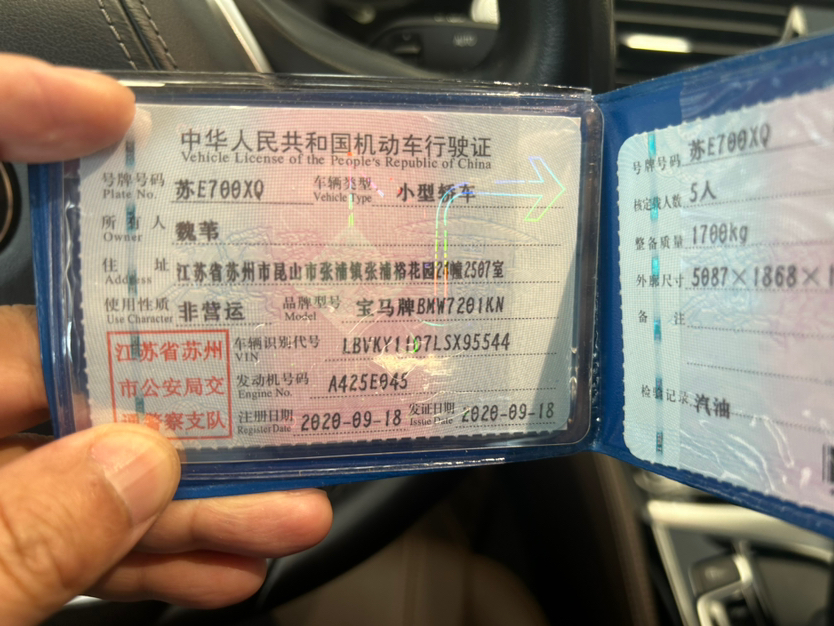 中华人民共和国机动车行驶证
Vehicle License of the People's Republic of China
号牌号码 苏E700XQ 车辆类型 小型轿车
Plate No. Vehicle Type
所有人 魏苇
Owner
住址 江苏省苏州市昆山市张浦镇张浦裕花园24幢2507室
Address
使用性质 非营运 品牌型号 宝马牌BMW7201KN
Use Character Model
江苏省苏州
市公安局交
警察支队
车辆识别代号
VIN
发动机号码 A425E045
Engine No.
注册日期 2020-09-18 发证日期 2020-09-18
Register Date Issue Date
号牌号码 苏E700XQ
核定载人数 5人
整备质量 1700kg
外廓尺寸 5087×1868×
备注
检验记录 汽油